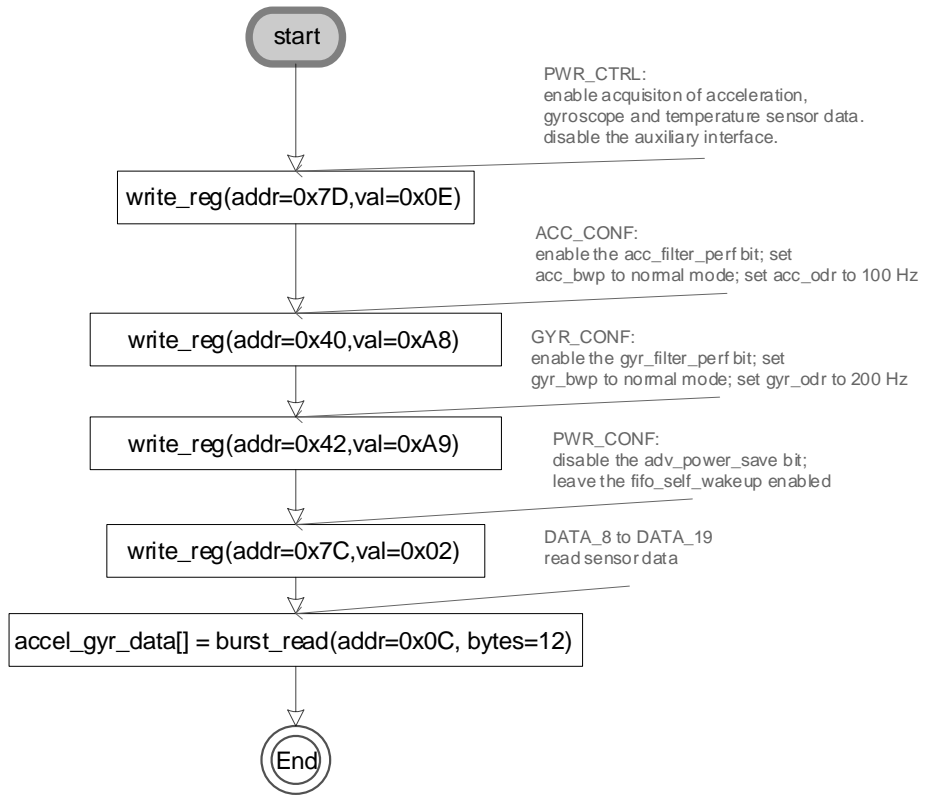 start
PWR_CTRL:
enable acquisiton of acceleration,
gyroscope and temperature sensor data.
disable the auxiliary interface.
write_reg(addr=0x7D,val=0x0E)
ACC_CONF:
enable the acc_filter_perf bit; set
acc_bwp to normal mode; set acc_odr to 100 Hz
write_reg(addr=0x40,val=0xA8)
GYR_CONF:
enable the gyr_filter_perf bit; set
gyr_bwp to normal mode; set gyr_odr to 200 Hz
write_reg(addr=0x42,val=0xA9)
PWR_CONF:
disable the adv_power_save bit;
leave the fifo_self_wakeup enabled
write_reg(addr=0x7C,val=0x02)
DATA_8 to DATA_19
read sensor data
accel_gyr_data[] = burst_read(addr=0x0C, bytes=12)
End